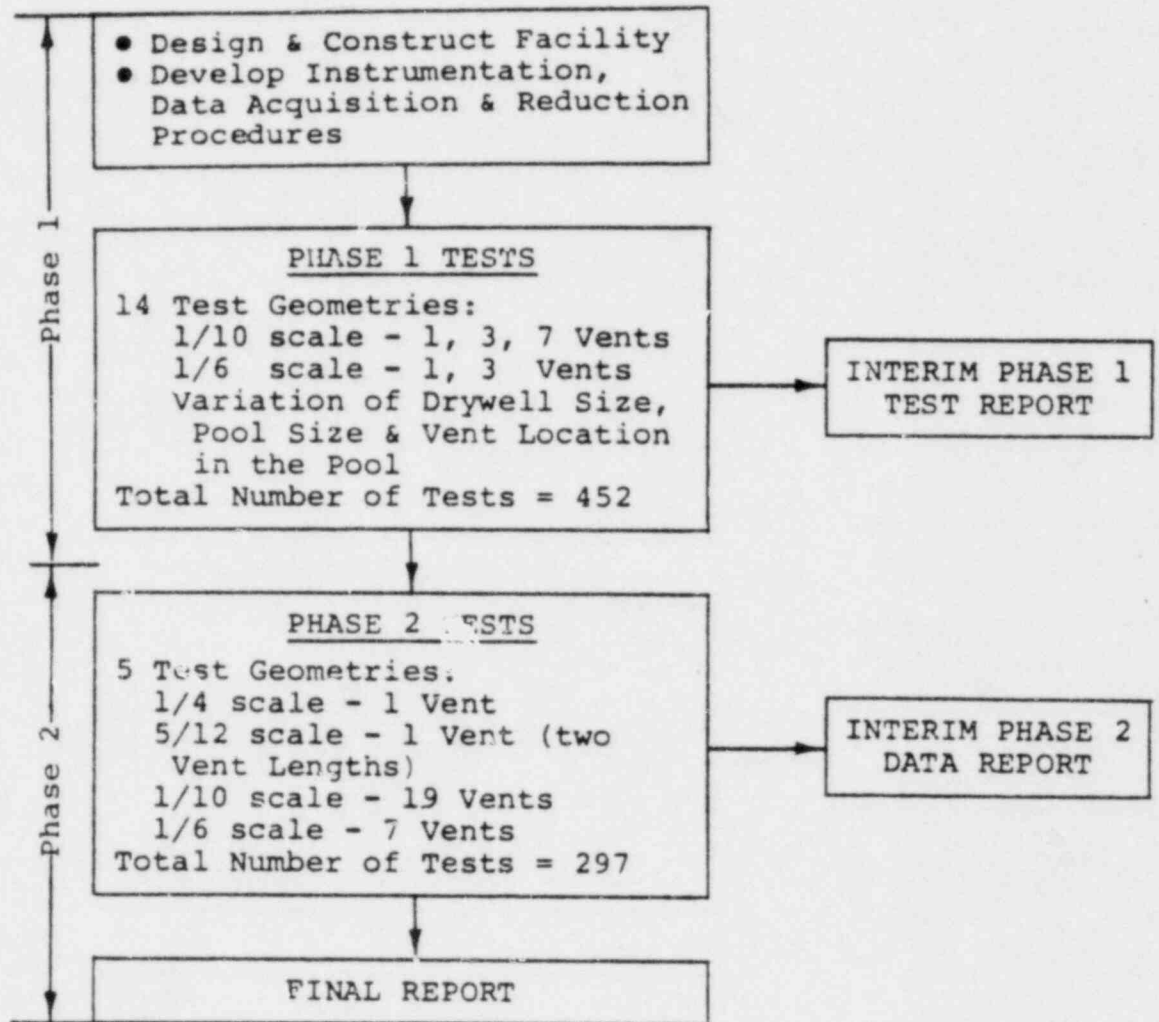 ● Design & Construct Facility
● Develop Instrumentation,
Data Acquisition & Reduction
Procedures
Phase 1
PHASE 1 TESTS
14 Test Geometries:
1/10 scale - 1, 3, 7 Vents
1/6 scale - 1, 3 Vents
Variation of Drywell Size,
Pool Size & Vent Location
in the Pool
Total Number of Tests = 452
INTERIM PHASE 1
TEST REPORT
Phase 2
PHASE 2 TESTS
5 Test Geometries:
1/4 scale - 1 Vent
5/12 scale - 1 Vent (two
Vent Lengths)
1/10 scale - 19 Vents
1/6 scale - 7 Vents
Total Number of Tests = 297
INTERIM PHASE 2
DATA REPORT
FINAL REPORT